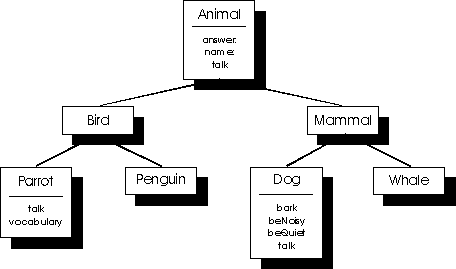 Animal
answer:
name:
talk
Bird
Mammal
Parrot
talk
vocabulary
Penguin
Dog
bark
beNoisy
beQuiet
talk
Whale